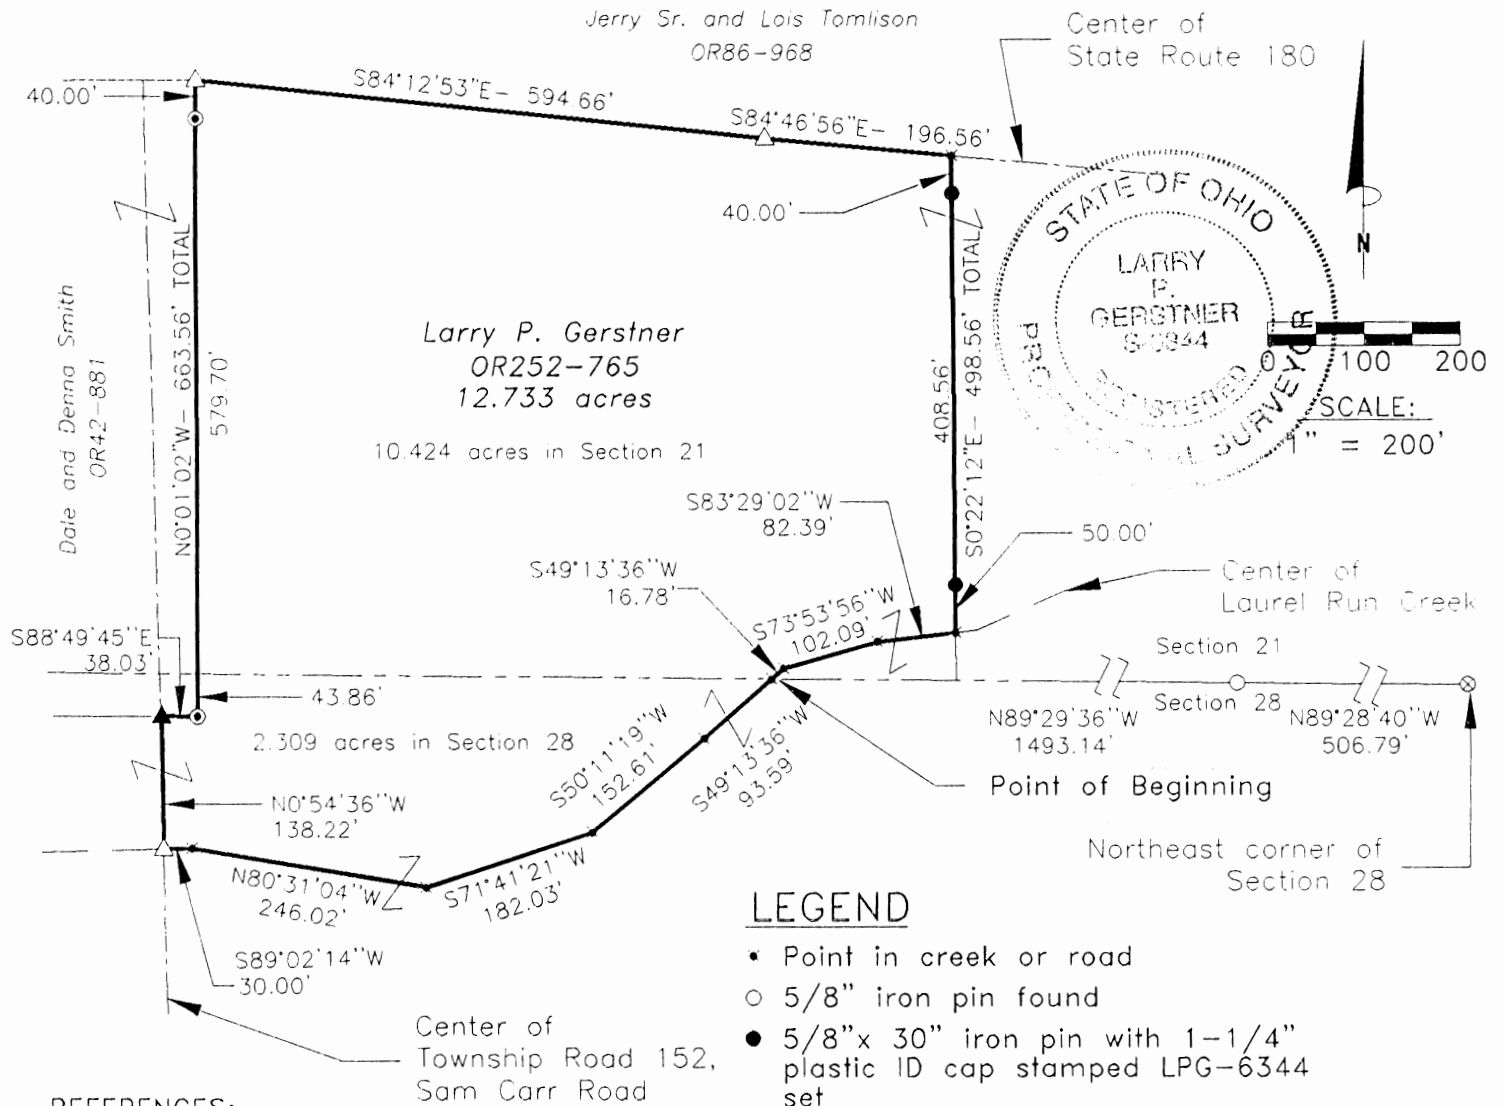 Jerry Sr. and Lois Tomlison
OR86-968
Center of
State Route 180
40.00'
S84°12'53"E- 594.66'
S84°46'56"E- 196.56'
40.00'
STATE OF OHIO
LARRY
P.
GERSTNER
REGISTERED
SURVEYOR
N
0 100 200
SCALE:
1" = 200'
Dale and Denna Smith
OR42-881
N0°01'02"W- 663.56' TOTAL
579.70'
Larry P. Gerstner
OR252-765
12.733 acres
10.424 acres in Section 21
408.56'
S0°22'12"E- 498.56' TOTAL
S83°29'02"W
82.39'
50.00'
S49°13'36"W
16.78'
S73°53'56"W
102.09'
Center of
Laurel Run Creek
S88°49'45"E
38.03'
43.86'
Section 21
Section 28
N89°29'36"W
1493.14'
N89°28'40"W
506.79'
2.309 acres in Section 28
S50°11'19"W
152.61'
S49°13'36"W
93.59'
Point of Beginning
N0°54'36"W
138.22'
Northeast corner of
Section 28
N80°31'04"W
246.02'
S71°41'21"W
182.03'
S89°02'14"W
30.00'
Center of
Township Road 152,
Sam Carr Road
LEGEND
Point in creek or road
5/8" iron pin found
5/8"x 30" iron pin with 1-1/4"
plastic ID cap stamped LPG-6344
set
REFERENCES: